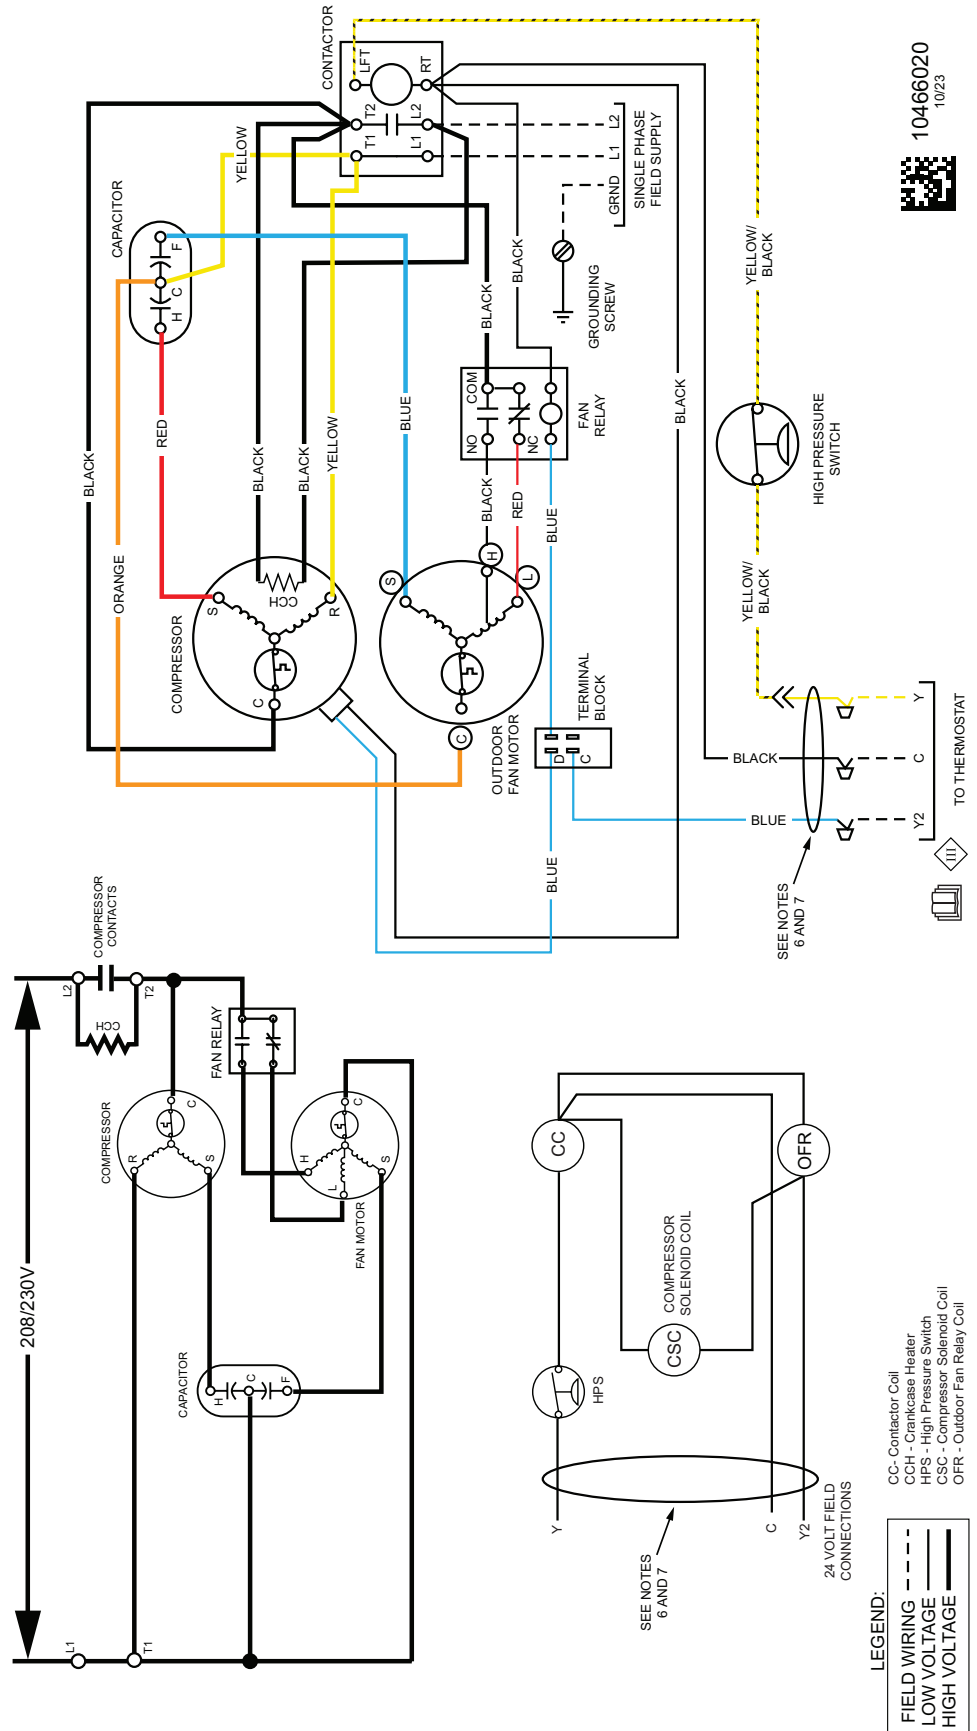 208/230V
L1
T1
L2
T2
CCH
COMPRESSOR
CONTACTS
COMPRESSOR
R
S
C
FAN RELAY
H
L
C
S
FAN MOTOR
CAPACITOR
H
C
F
CC
HPS
CSC
COMPRESSOR
SOLENOID COIL
OFR
Y
C
Y2
24 VOLT FIELD
CONNECTIONS
SEE NOTES
6 AND 7
LEGEND:
FIELD WIRING
LOW VOLTAGE
HIGH VOLTAGE
CC- Contactor Coil
CCH - Crankcase Heater
HPS - High Pressure Switch
CSC - Compressor Solenoid Coil
OFR - Outdoor Fan Relay Coil
CAPACITOR
H
C
F
CONTACTOR
LFT
RT
T2
L2
T1
L1
BLACK
ORANGE
RED
YELLOW
BLACK
BLACK
YELLOW
BLUE
COMPRESSOR
C
S
R
CCH
OUTDOOR
FAN MOTOR
C
S
H
L
BLACK
RED
BLUE
NO
COM
NC
FAN
RELAY
BLACK
BLACK
BLACK
GROUNDING
SCREW
GRND
L1
L2
SINGLE PHASE
FIELD SUPPLY
TERMINAL
BLOCK
D
C
BLUE
BLUE
BLACK
YELLOW/
BLACK
HIGH PRESSURE
SWITCH
YELLOW/
BLACK
SEE NOTES
6 AND 7
Y2
C
Y
TO THERMOSTAT
III
10466020
10/23